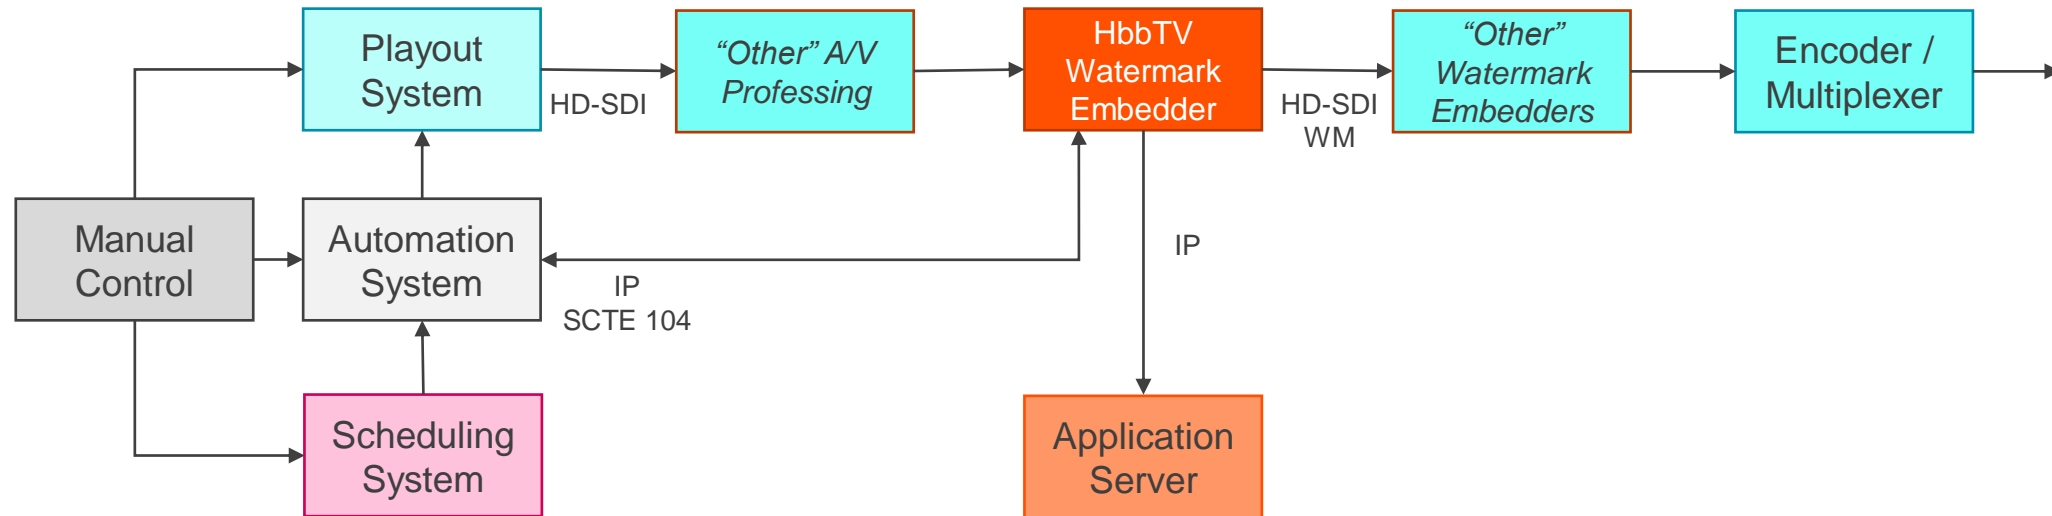 Playout
System
HD-SDI
“Other” A/V
Professing
HbbTV
Watermark
Embedder
HD-SDI
WM
“Other”
Watermark
Embedders
Encoder /
Multiplexer
Manual
Control
Automation
System
IP
SCTE 104
IP
Scheduling
System
Application
Server